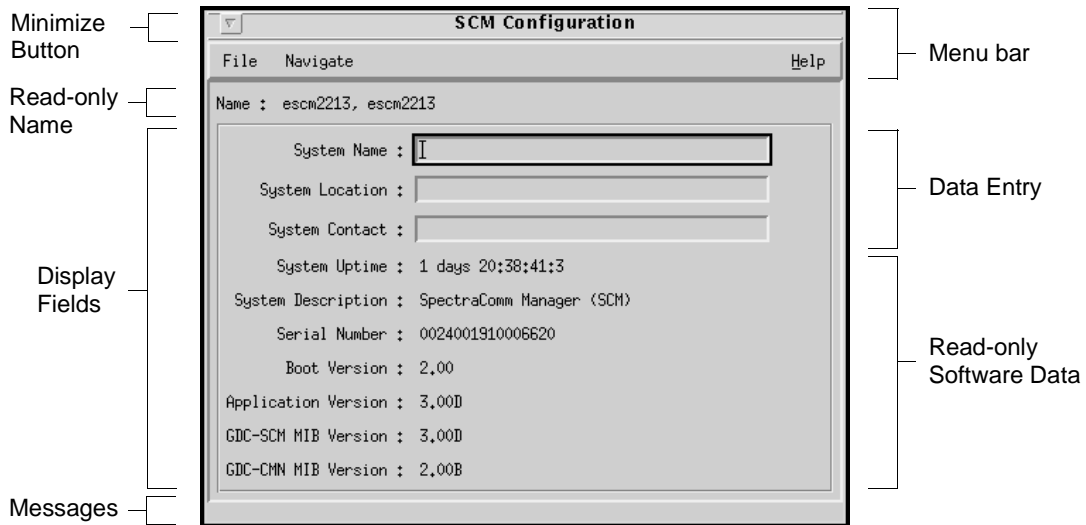 Minimize
Button
Read-only
Name
Display
Fields
Messages
SCM Configuration
File Navigate Help
Name : escm2213, escm2213
System Name :
System Location :
System Contact :
System Uptime : 1 days 20:38:41:3
System Description : SpectraComm Manager (SCM)
Serial Number : 0024001910006620
Boot Version : 2.00
Application Version : 3.00D
GDC-SCM MIB Version : 3.00D
GDC-CMN MIB Version : 2.00B
Menu bar
Data Entry
Read-only
Software Data